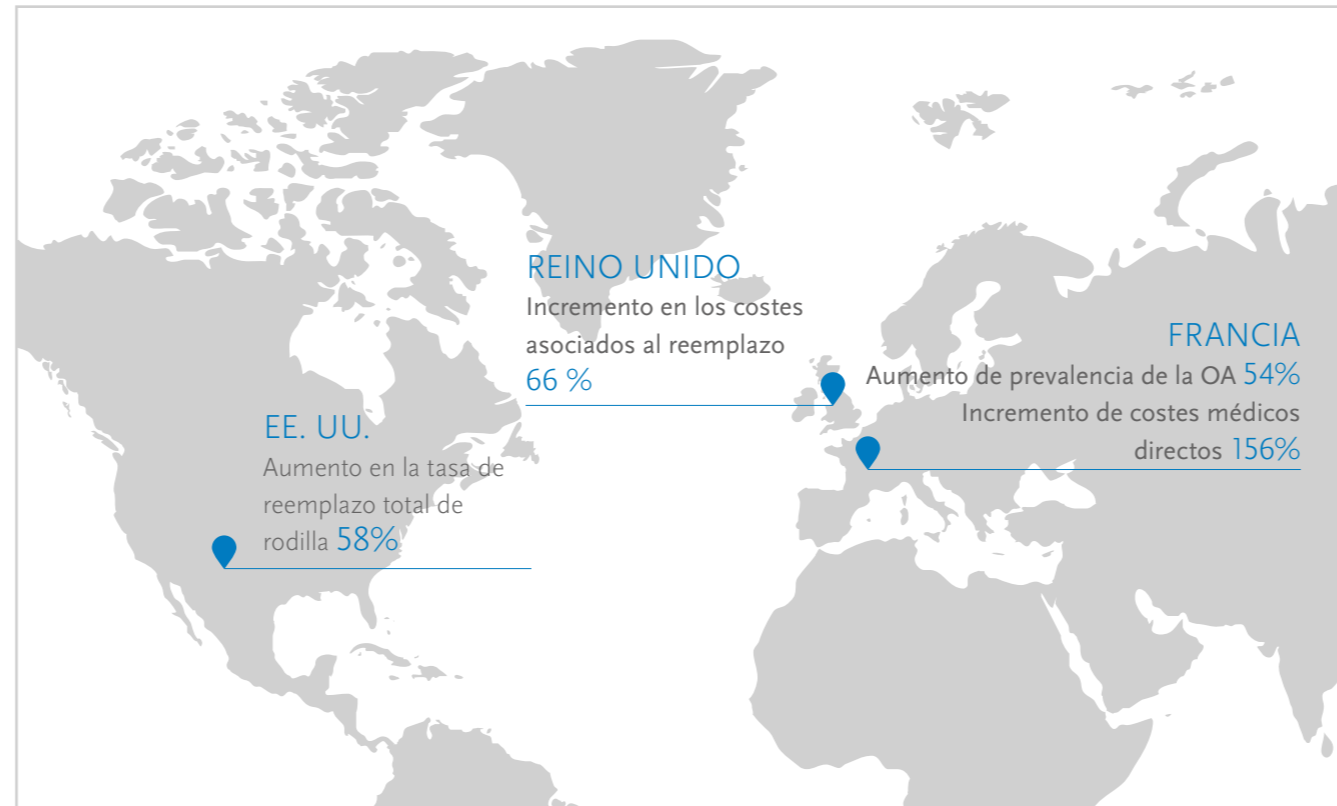 REINO UNIDO
Incremento en los costes
asociados al reemplazo
66 %
FRANCIA
Aumento de prevalencia de la OA 54%
Incremento de costes médicos
directos 156%
EE. UU.
Aumento en la tasa de
reemplazo total de
rodilla 58%